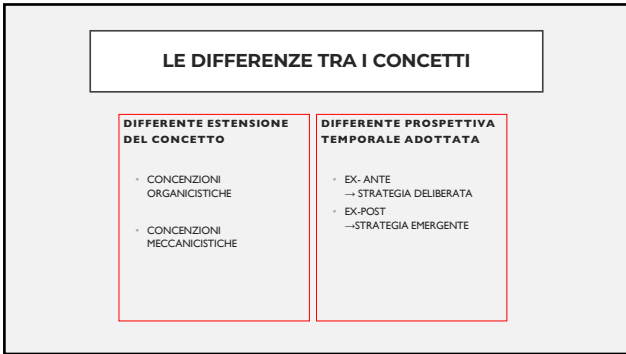 LE DIFFERENZE TRA I CONCETTI
DIFFERENTE ESTENSIONE
DEL CONCETTO
• CONCENZIONI
ORGANICISTICHE
• CONCENZIONI
MECCANICISTICHE
DIFFERENTE PROSPETTIVA
TEMPORALE ADOTTATA
• EX- ANTE
→ STRATEGIA DELIBERATA
• EX-POST
→STRATEGIA EMERGENTE